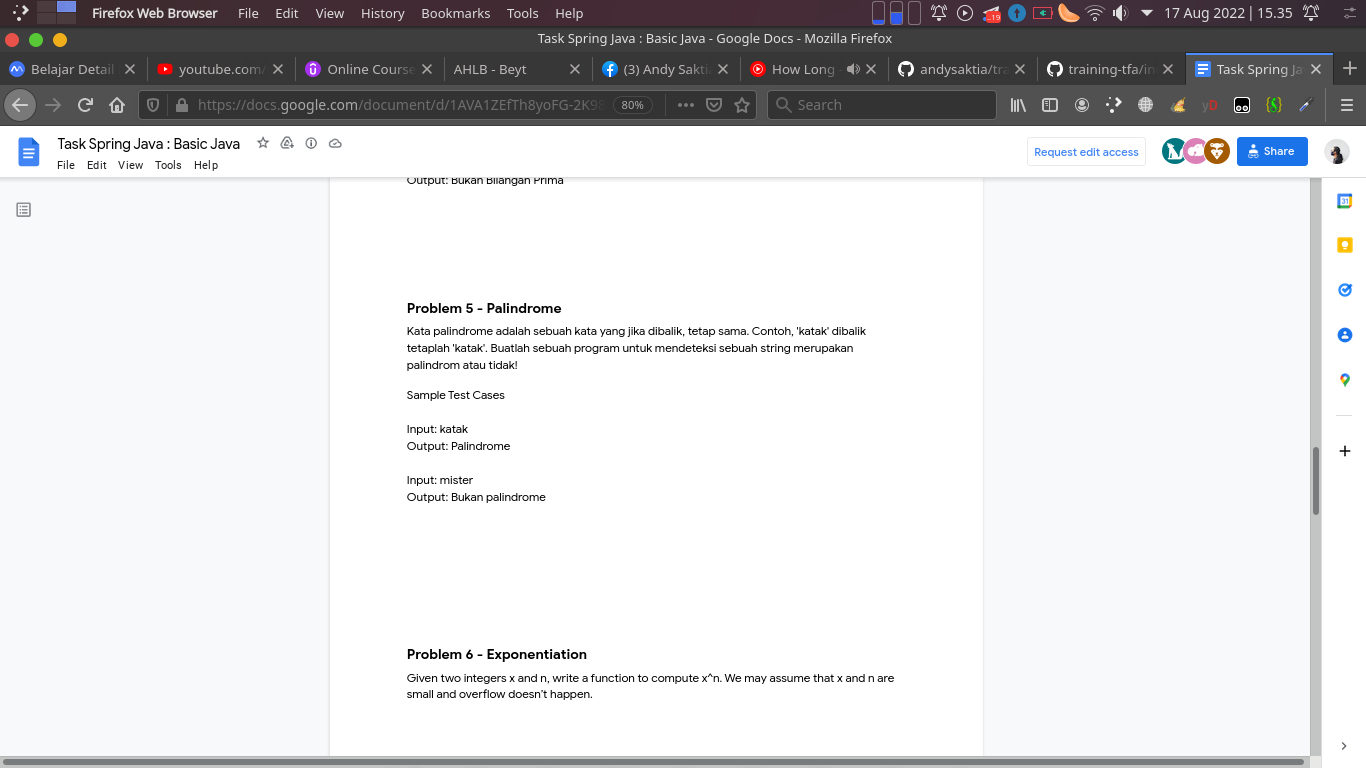 Firefox Web Browser File Edit View History Bookmarks Tools Help 19 17 Aug 2022 | 15.35
Task Spring Java : Basic Java - Google Docs - Mozilla Firefox
Belajar Detail youtube.com/ Online Course AHLB - Beyt (3) Andy Sakti How Long andysaktia/tra training-tfa/in Task Spring Ja
https://docs.google.com/document/d/1AVA1ZEfTh8yoFG-2K98 80% Search yD
Task Spring Java : Basic Java
File Edit View Tools Help
Request edit access Share
Output: Bukan Bilangan Prima
31
Problem 5 - Palindrome
Kata palindrome adalah sebuah kata yang jika dibalik, tetap sama. Contoh, 'katak' dibalik
tetaplah 'katak'. Buatlah sebuah program untuk mendeteksi sebuah string merupakan
palindrom atau tidak!
Sample Test Cases
Input: katak
Output: Palindrome
Input: mister
Output: Bukan palindrome
Problem 6 - Exponentiation
Given two integers x and n, write a function to compute x^n. We may assume that x and n are
small and overflow doesn't happen.